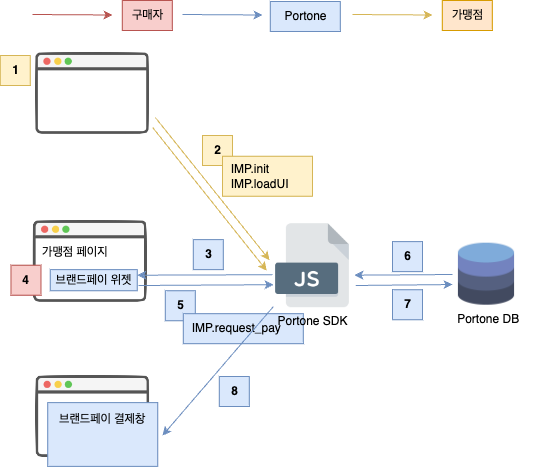 구매자
Portone
가맹점
1
2
IMP.init
IMP.loadUI
가맹점 페이지
3
6
4
브랜드페이 위젯
JS
5
7
Portone SDK
Portone DB
IMP.request_pay
8
브랜드페이 결제창